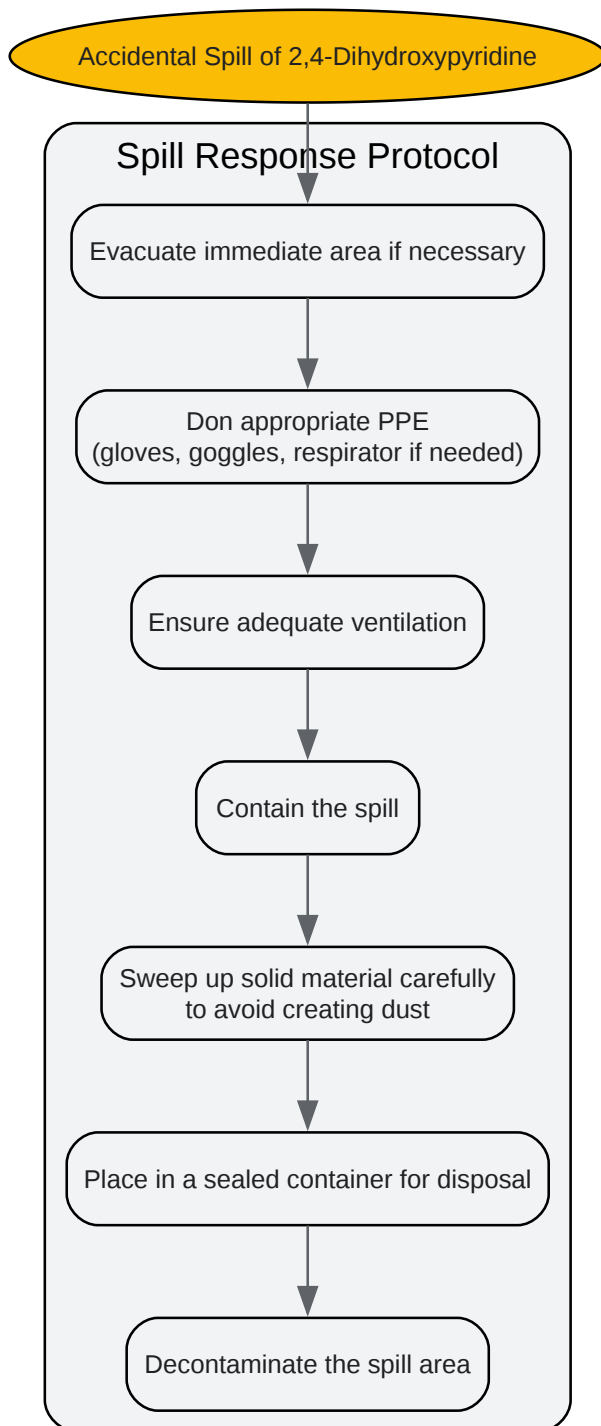 Accidental Spill of 2,4-Dihydroxypyridine
Spill Response Protocol
Evacuate immediate area if necessary
Don appropriate PPE
(gloves, goggles, respirator if needed)
Ensure adequate ventilation
Contain the spill
Sweep up solid material carefully
to avoid creating dust
Place in a sealed container for disposal
Decontaminate the spill area